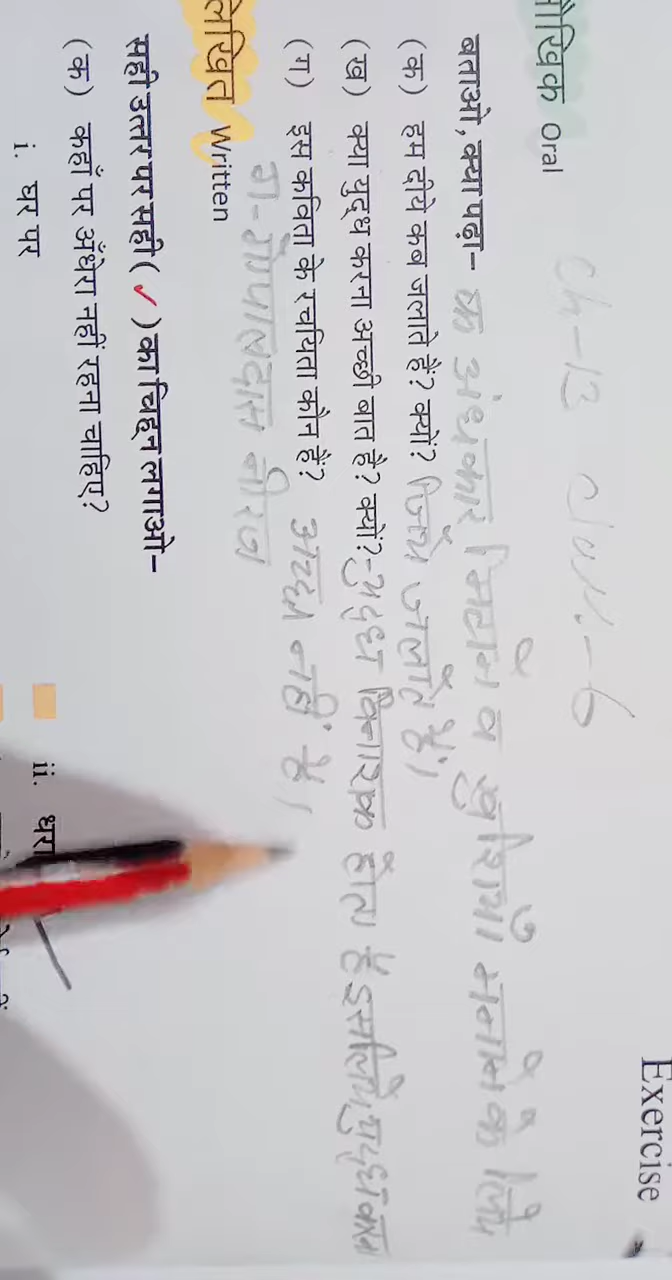 Exercise
Ch-13 Class-6
मौखिक Oral
बताओ, क्या पढ़ा- क अंधकार मिटाने व खुशियाँ मनाने के लिए
(क) हम दीये कब जलाते हैं? क्यों? जलाते हैं।
(ख) क्या युद्ध करना अच्छी बात है? क्यों?- युद्ध विनाशक होता है इसलिए युद्ध करना
(ग) इस कविता के रचयिता कौन हैं? अच्छा नहीं है।
ग- गोपालदास नीरज
लिखित Written
सही उत्तर पर सही (✓) का चिह्न लगाओ-
(क) कहाँ पर अंधेरा नहीं रहना चाहिए?
i. घर पर
ii. धरा